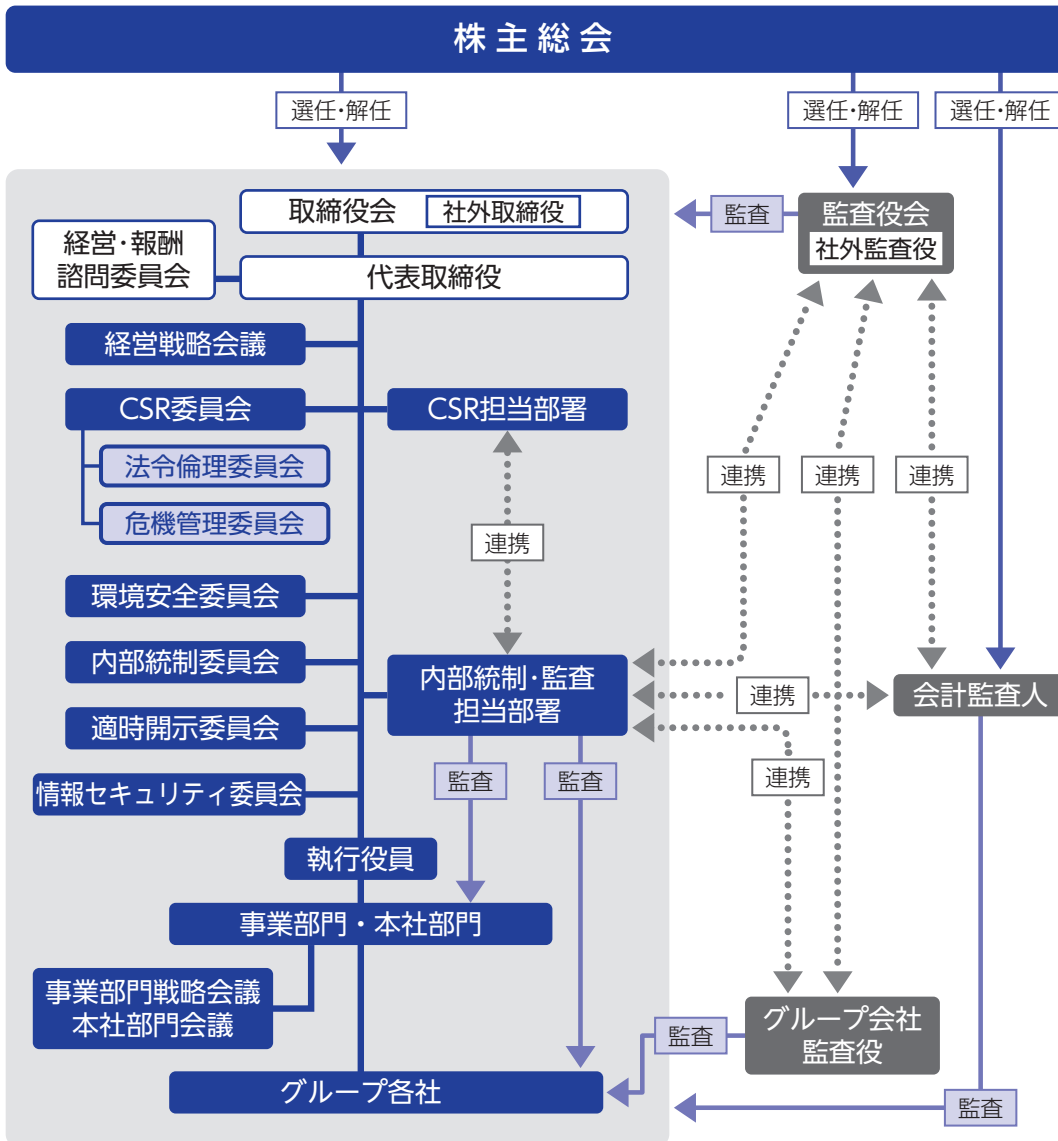 株主総会
選任・解任
選任・解任
選任・解任
取締役会
社外取締役
監査
監査役会
社外監査役
経営・報酬
諮問委員会
代表取締役
経営戦略会議
CSR委員会
CSR担当部署
法令倫理委員会
危機管理委員会
連携
連携
連携
連携
環境安全委員会
内部統制委員会
内部統制・監査
担当部署
連携
会計監査人
適時開示委員会
監査
監査
連携
情報セキュリティ委員会
執行役員
事業部門・本社部門
事業部門戦略会議
本社部門会議
グループ会社
監査役
監査
グループ各社
監査